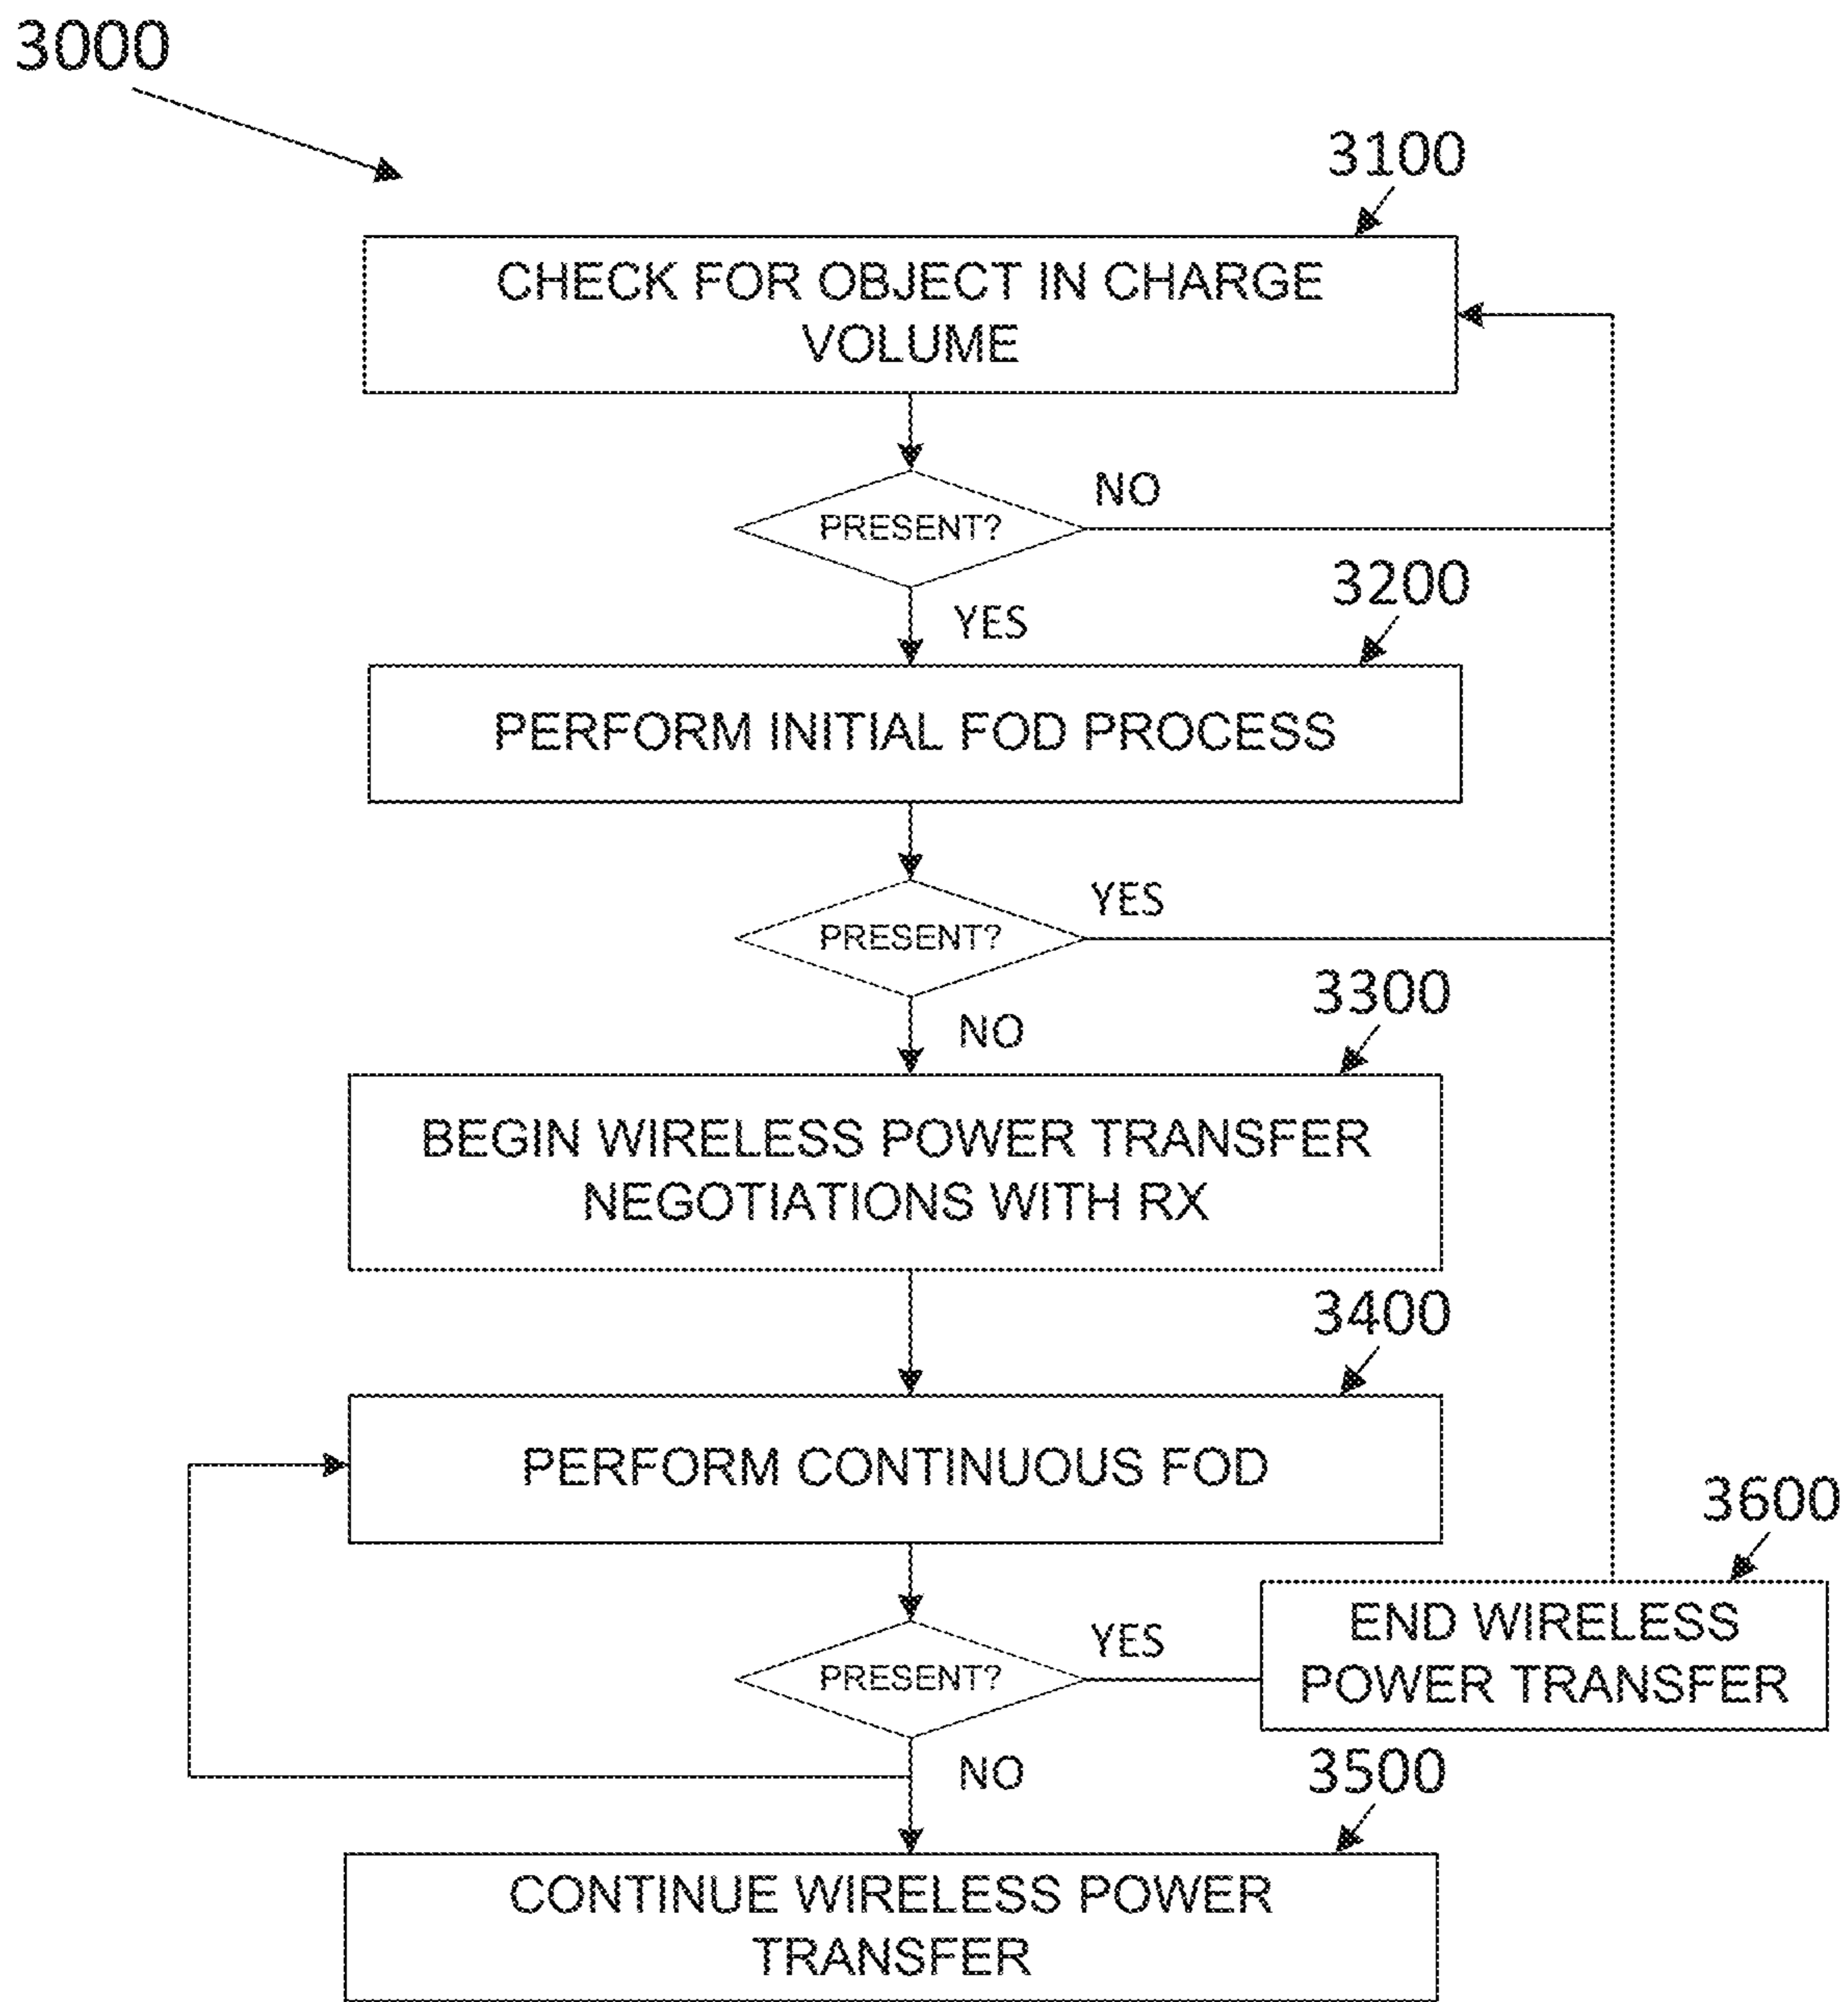 3000
3100
CHECK FOR OBJECT IN CHARGE
VOLUME
NO
PRESENT?
3200
YES
PERFORM INITIAL FOD PROCESS
YES
PRESENT?
3300
NO
BEGIN WIRELESS POWER TRANSFER
NEGOTIATIONS WITH RX
3400
PERFORM CONTINUOUS FOD
3600
END WIRELESS
POWER TRANSFER
YES
PRESENT?
NO
3500
CONTINUE WIRELESS POWER
TRANSFER